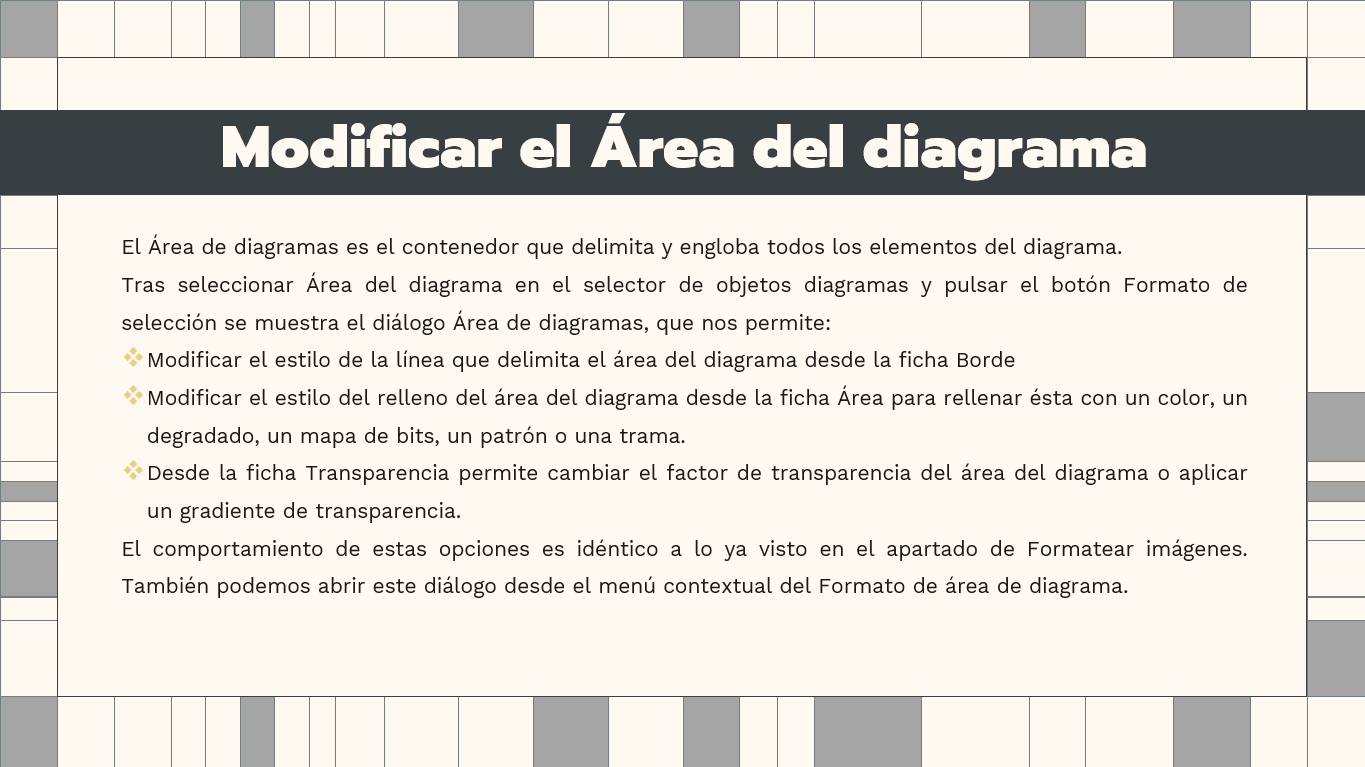 Modificar el Área del diagrama
El Área de diagramas es el contenedor que delimita y engloba todos los elementos del diagrama.
Tras seleccionar Área del diagrama en el selector de objetos diagramas y pulsar el botón Formato de
selección se muestra el diálogo Área de diagramas, que nos permite:
❖Modificar el estilo de la línea que delimita el área del diagrama desde la ficha Borde
❖Modificar el estilo del relleno del área del diagrama desde la ficha Área para rellenar ésta con un color, un
degradado, un mapa de bits, un patrón o una trama.
❖Desde la ficha Transparencia permite cambiar el factor de transparencia del área del diagrama o aplicar
un gradiente de transparencia.
El comportamiento de estas opciones es idéntico a lo ya visto en el apartado de Formatear imágenes.
También podemos abrir este diálogo desde el menú contextual del Formato de área de diagrama.